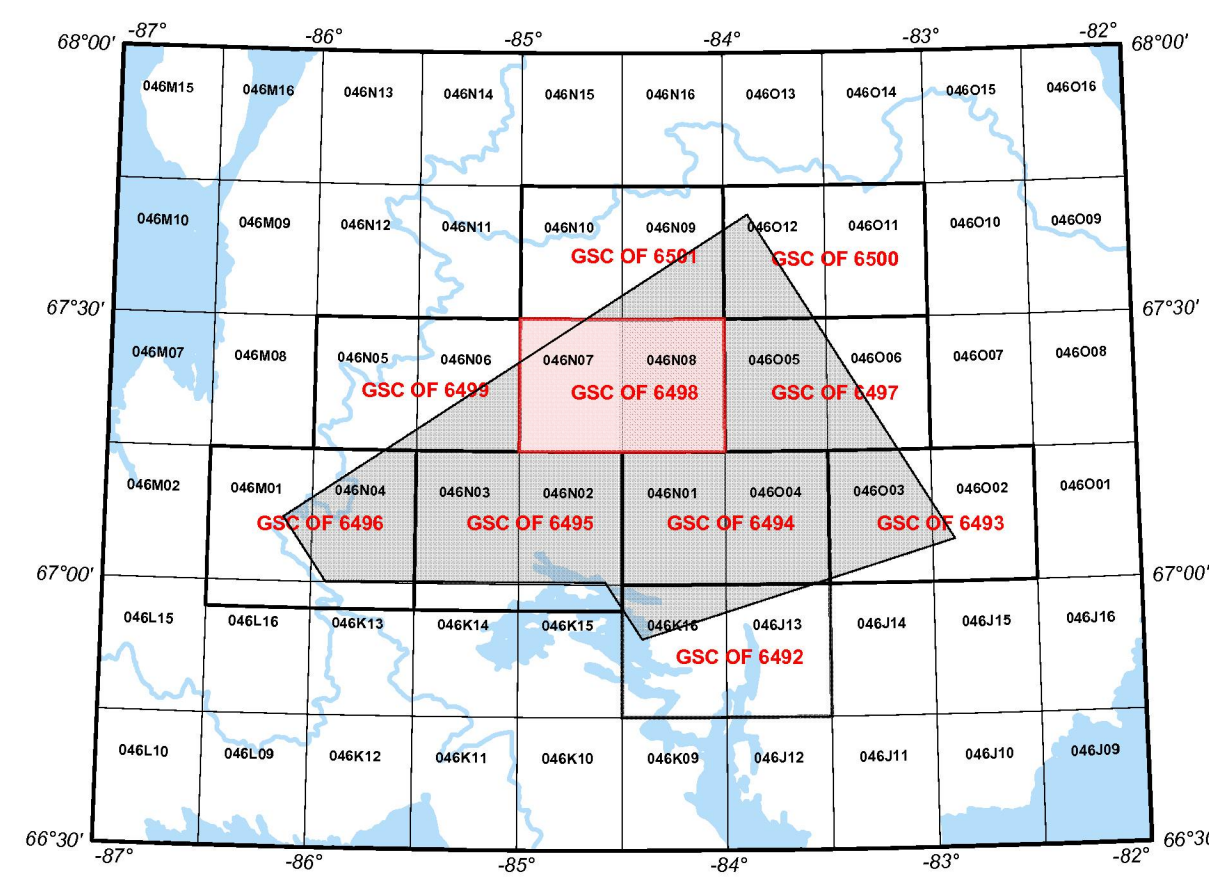 -87° -86° -85° -84° -83° -82°
68°00' 68°00'
046M15 046M16 046N13 046N14 046N15 046N16 046O13 046O14 046O15 046O16
046M10 046M09 046N12 046N11 046N10 046N09 046O12 046O11 046O10 046O09
GSC OF 6501 GSC OF 6500
67°30' 67°30'
046M07 046M08 046N05 046N06 046N07 046N08 046O05 046O06 046O07 046O08
GSC OF 6499 GSC OF 6498 GSC OF 6497
046M02 046M01 046N04 046N03 046N02 046N01 046O04 046O03 046O02 046O01
GSC OF 6496 GSC OF 6495 GSC OF 6494 GSC OF 6493
67°00' 67°00'
046L15 046L16 046K13 046K14 046K15 046K16 046J13 046J14 046J15 046J16
GSC OF 6492
046L10 046L09 046K12 046K11 046K10 046K09 046J12 046J11 046J10 046J09
66°30' 66°30
-87° -86° -85° -84° -83° -82°